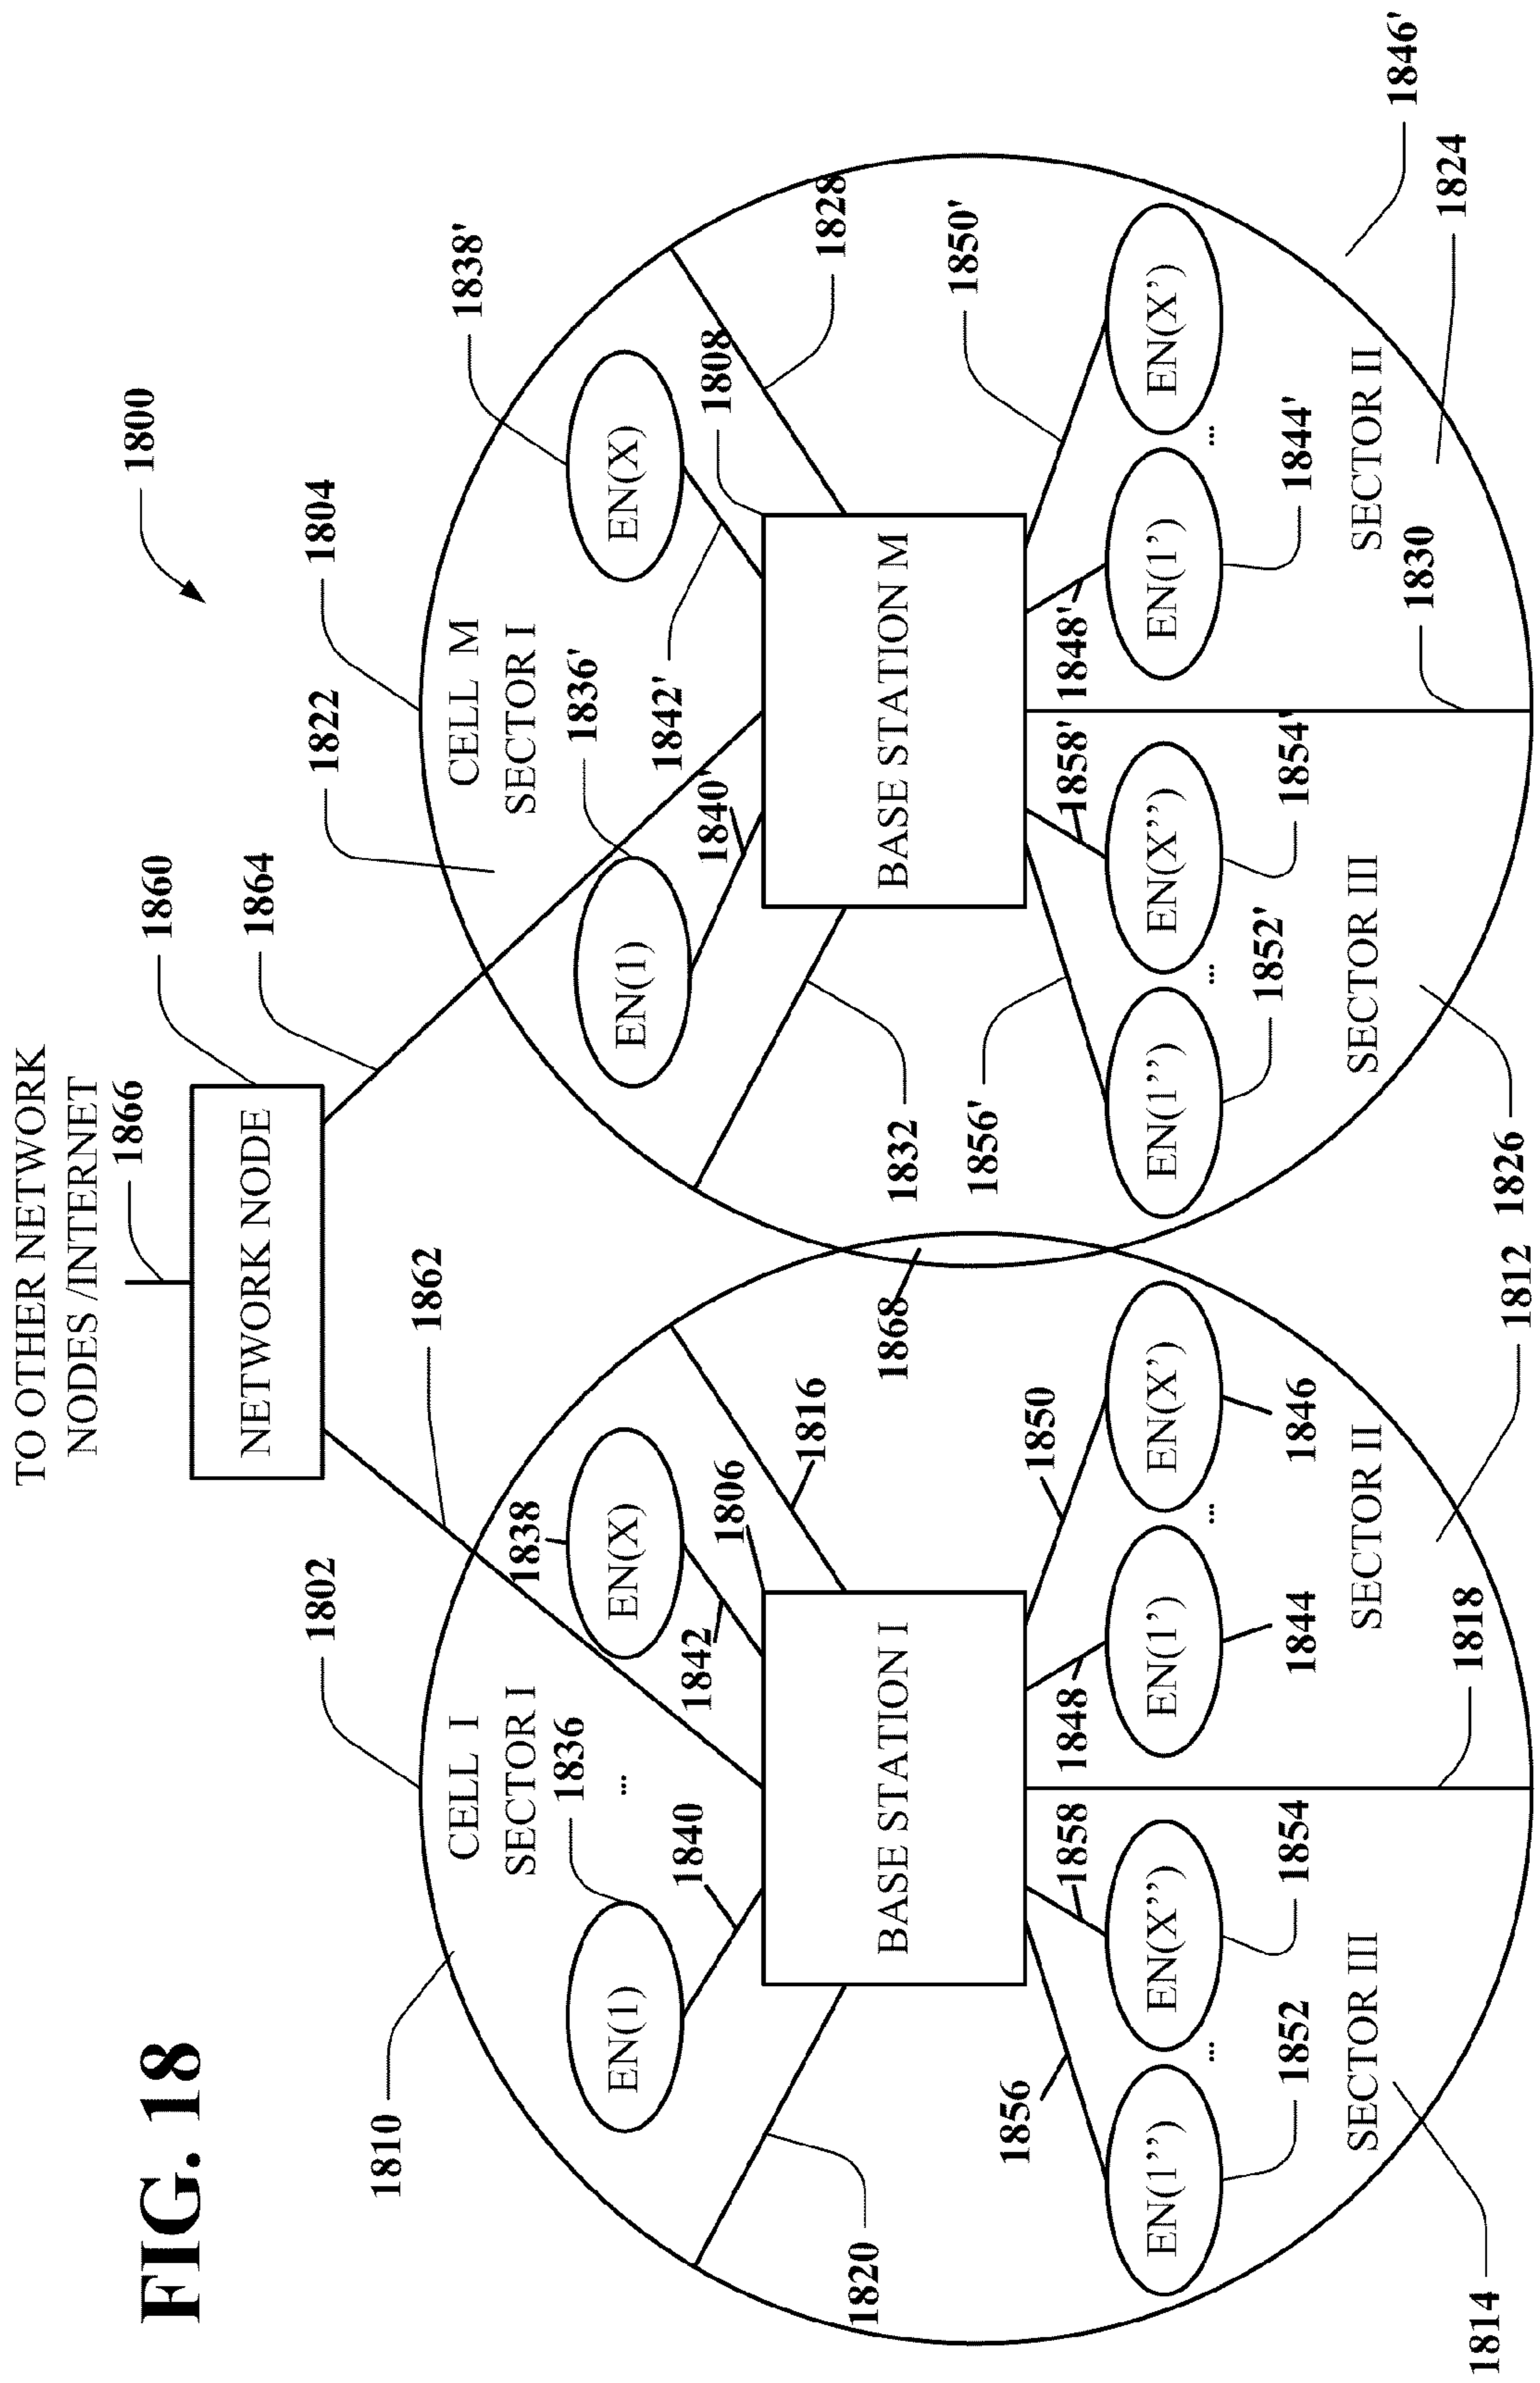 FIG. 18
1800
TO OTHER NETWORK
NODES /INTERNET
1866
NETWORK NODE
1860
1862
1864
1802
1804
1810
CELL I
SECTOR I
1836
...
1838
EN(1)
EN(X)
1840
1842
1806
1816
1820
BASE STATION I
1856
1858
1848
1850
EN(1’’)
...
EN(X’’)
EN(1’)
...
EN(X’)
1852
1854
1844
1846
SECTOR III
SECTOR II
1814
1818
1812
1868
1822
CELL M
SECTOR I
1836'
1838'
EN(1)
EN(X)
1840'
1842'
1808
1828
1832
BASE STATION M
1856'
1858'
1848'
1850'
EN(1’’)
...
EN(X’’)
EN(1’)
...
EN(X’)
1852'
1854'
1844'
1846'
SECTOR III
SECTOR II
1826
1830
1824